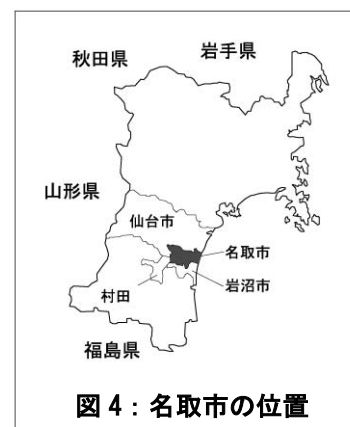 秋田県
岩手県
山形県
仙台市
名取市
岩沼市
村田
福島県
図 4：名取市の位置